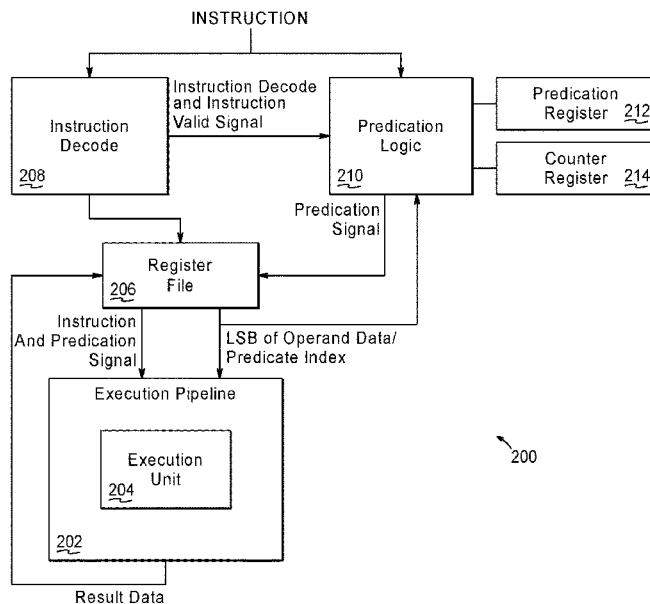 INSTRUCTION
Instruction
Decode
208
Instruction Decode
and Instruction
Valid Signal
Predication
Logic
210
Predication
Register
212
Counter
Register
214
Predication
Signal
Register
File
206
Instruction
And Predication
Signal
LSB of Operand Data/
Predicate Index
Execution Pipeline
Execution
Unit
204
202
200
Result Data